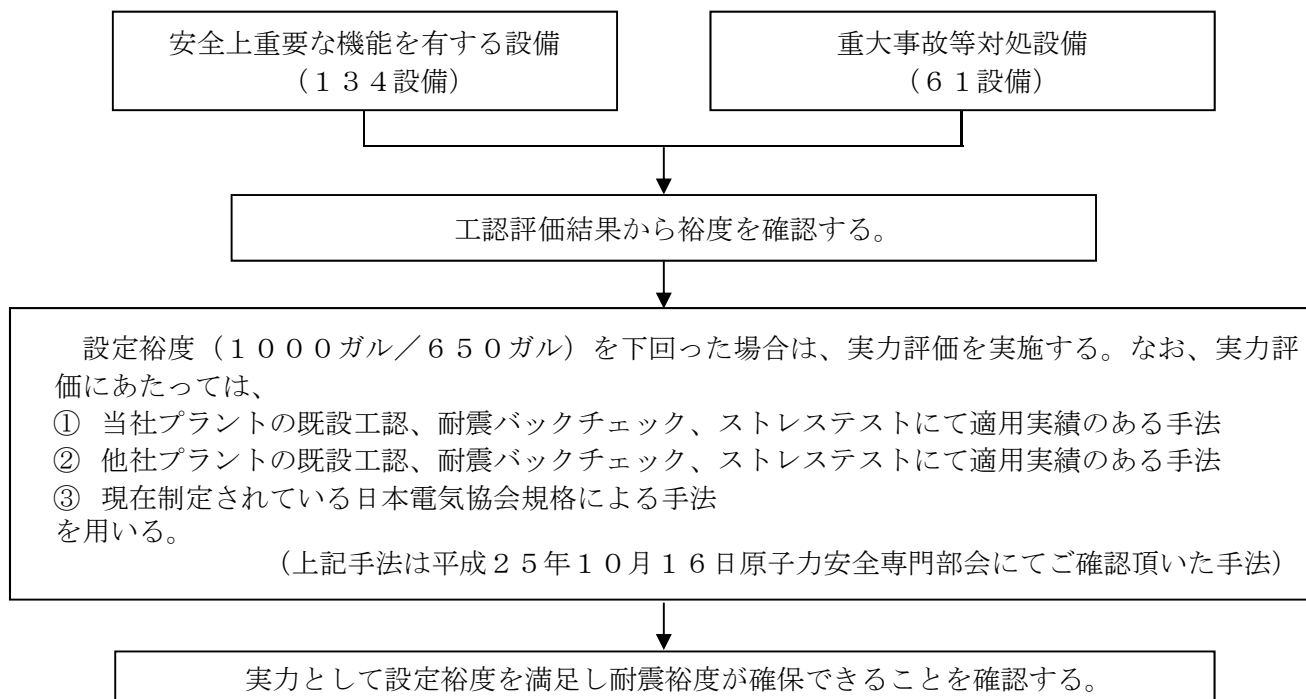 安全上重要な機能を有する設備
（１３４設備）
重大事故等対処設備
（６１設備）
工認評価結果から裕度を確認する。
設定裕度（１０００ガル／６５０ガル）を下回った場合は、実力評価を実施する。なお、実力評
価にあたっては、
① 当社プラントの既設工認、耐震バックチェック、ストレステストにて適用実績のある手法
② 他社プラントの既設工認、耐震バックチェック、ストレステストにて適用実績のある手法
③ 現在制定されている日本電気協会規格による手法
を用いる。
（上記手法は平成２５年１０月１６日原子力安全専門部会にてご確認頂いた手法）
実力として設定裕度を満足し耐震裕度が確保できることを確認する。